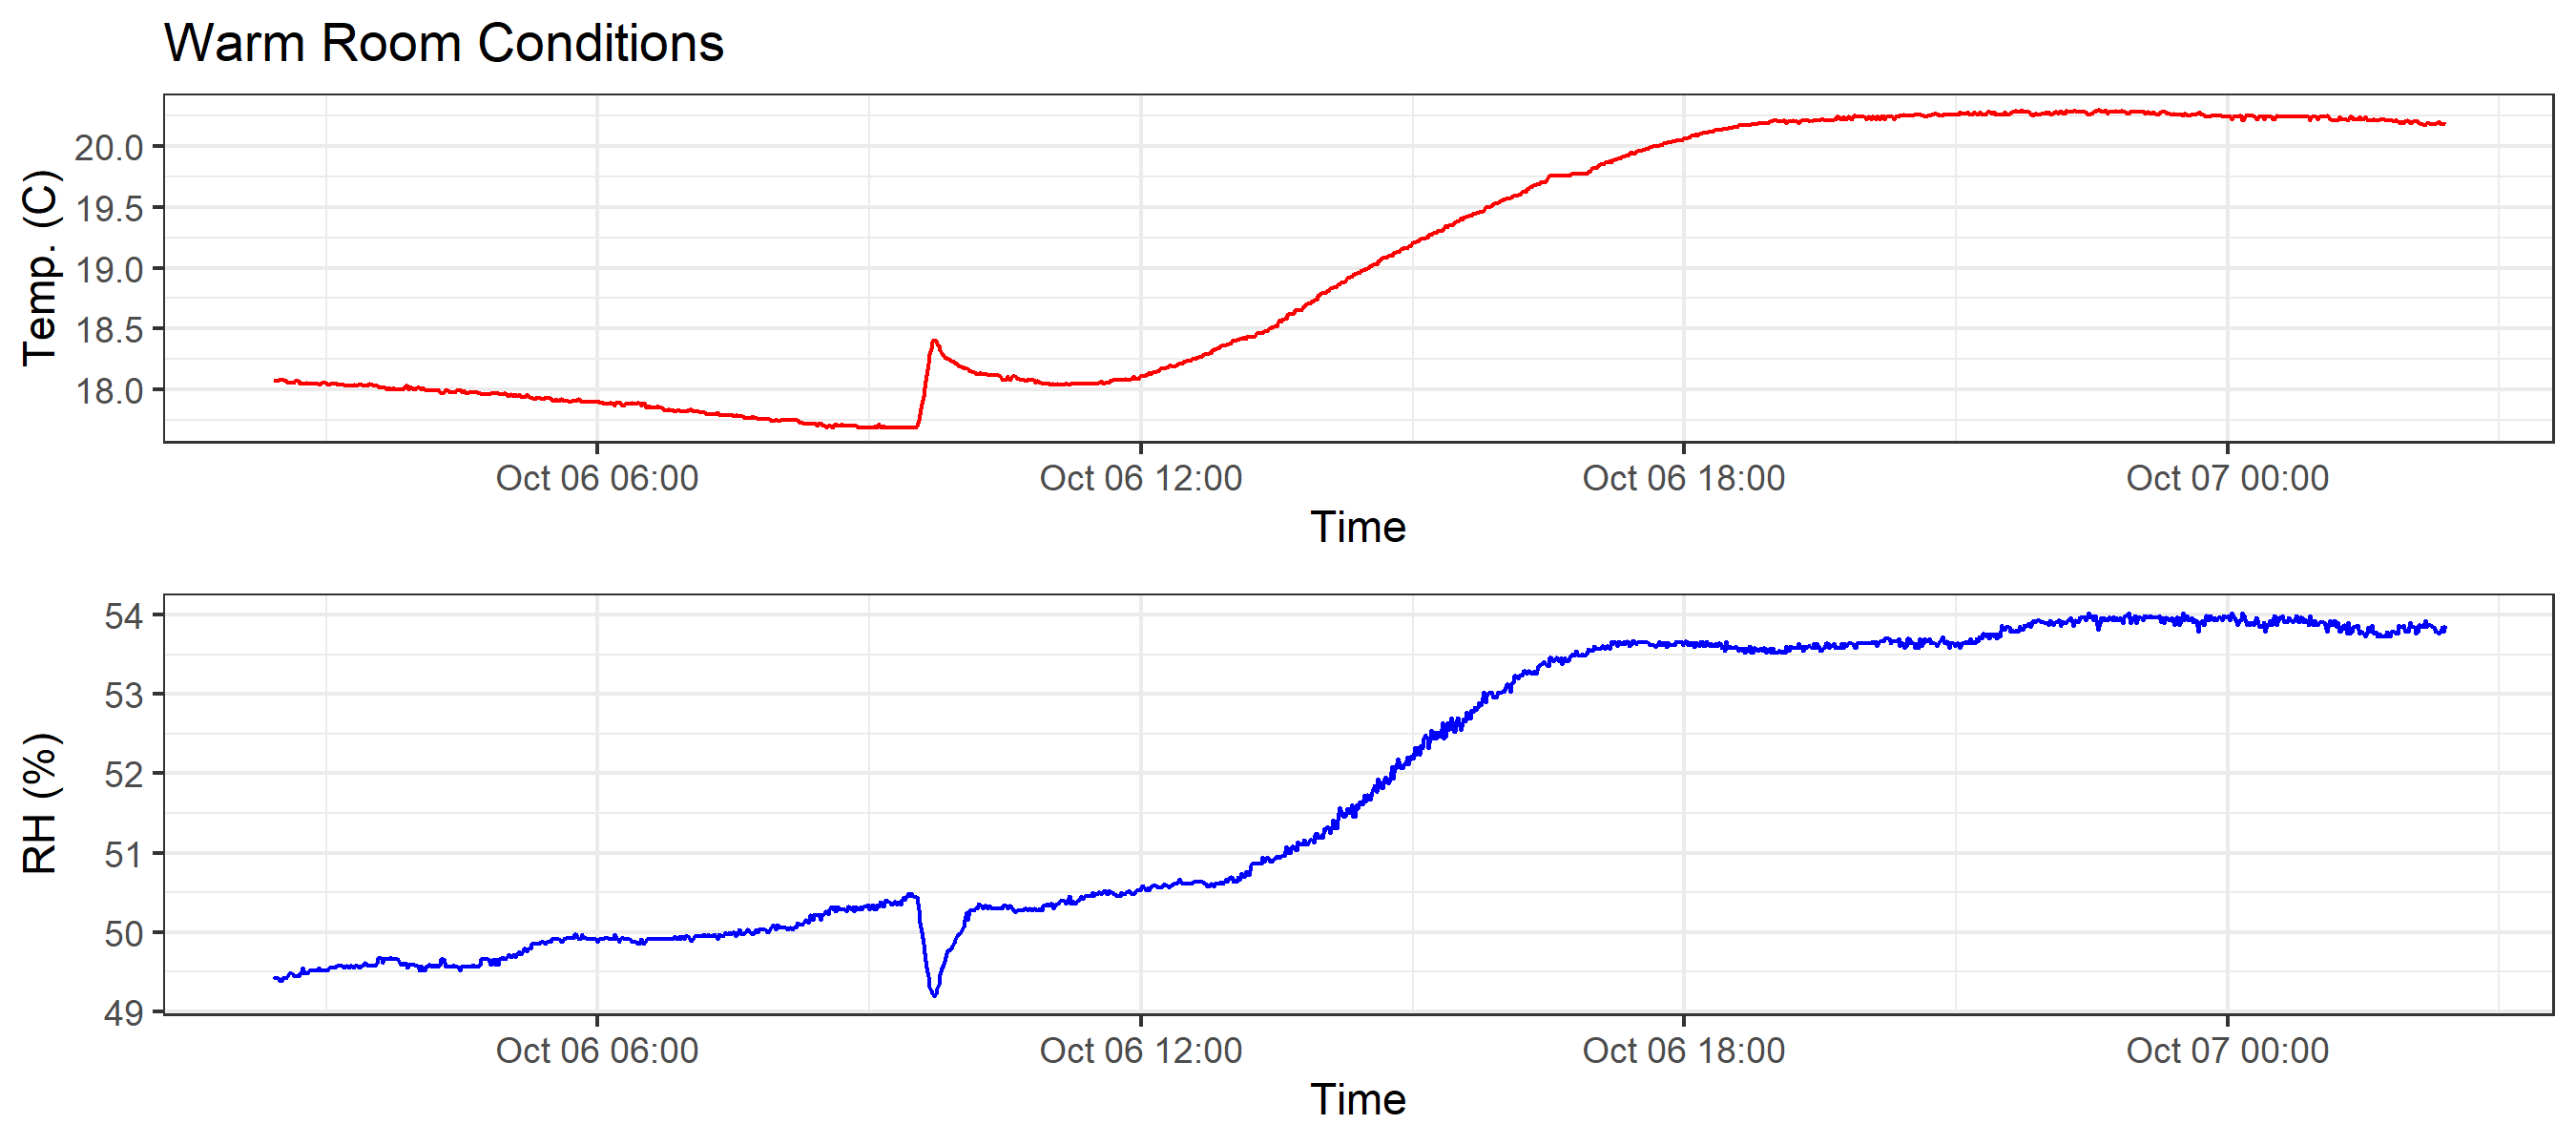 Warm Room Conditions
Temp. (C)
20.0
19.5
19.0
18.5
18.0
Oct 06 06:00 Oct 06 12:00 Oct 06 18:00 Oct 07 00:00
Time
RH (%)
54
53
52
51
50
49
Oct 06 06:00 Oct 06 12:00 Oct 06 18:00 Oct 07 00:00
Time